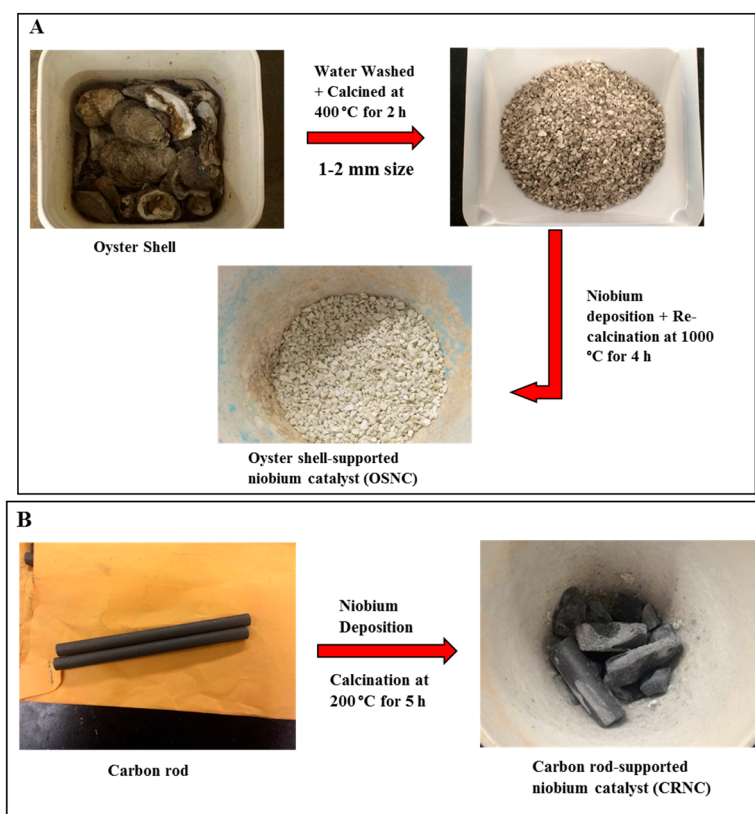 A
Water Washed
+ Calcined at
400 °C for 2 h
1-2 mm size
Oyster Shell
Niobium
deposition + Re-
calcination at 1000
°C for 4 h
Oyster shell-supported
niobium catalyst (OSNC)
B
Niobium
Deposition
Calcination at
200 °C for 5 h
Carbon rod
Carbon rod-supported
niobium catalyst (CRNC)